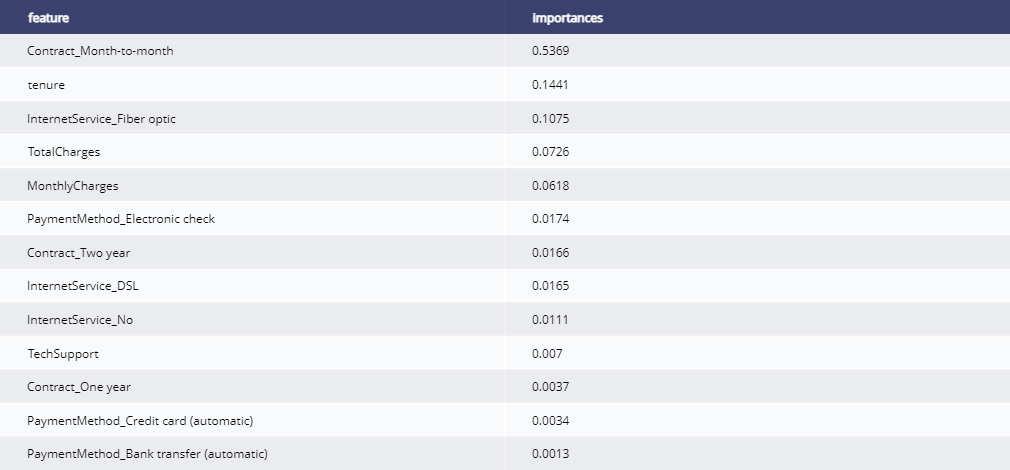 feature importances
Contract_Month-to-month 0.5369
tenure 0.1441
InternetService_Fiber optic 0.1075
TotalCharges 0.0726
MonthlyCharges 0.0618
PaymentMethod_Electronic check 0.0174
Contract_Two year 0.0166
InternetService_DSL 0.0165
InternetService_No 0.0111
TechSupport 0.007
Contract_One year 0.0037
PaymentMethod_Credit card (automatic) 0.0034
PaymentMethod_Bank transfer (automatic) 0.0013